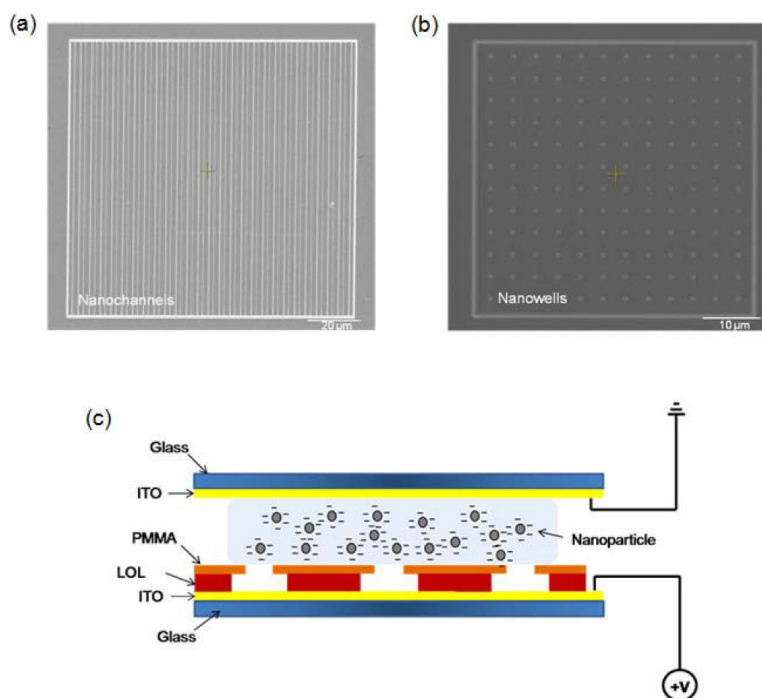 (a)
Nanochannels
20 µm
(b)
Nanowells
10 µm
(c)
Glass
ITO
PMMA
LOL
ITO
Glass
Nanoparticle
+V